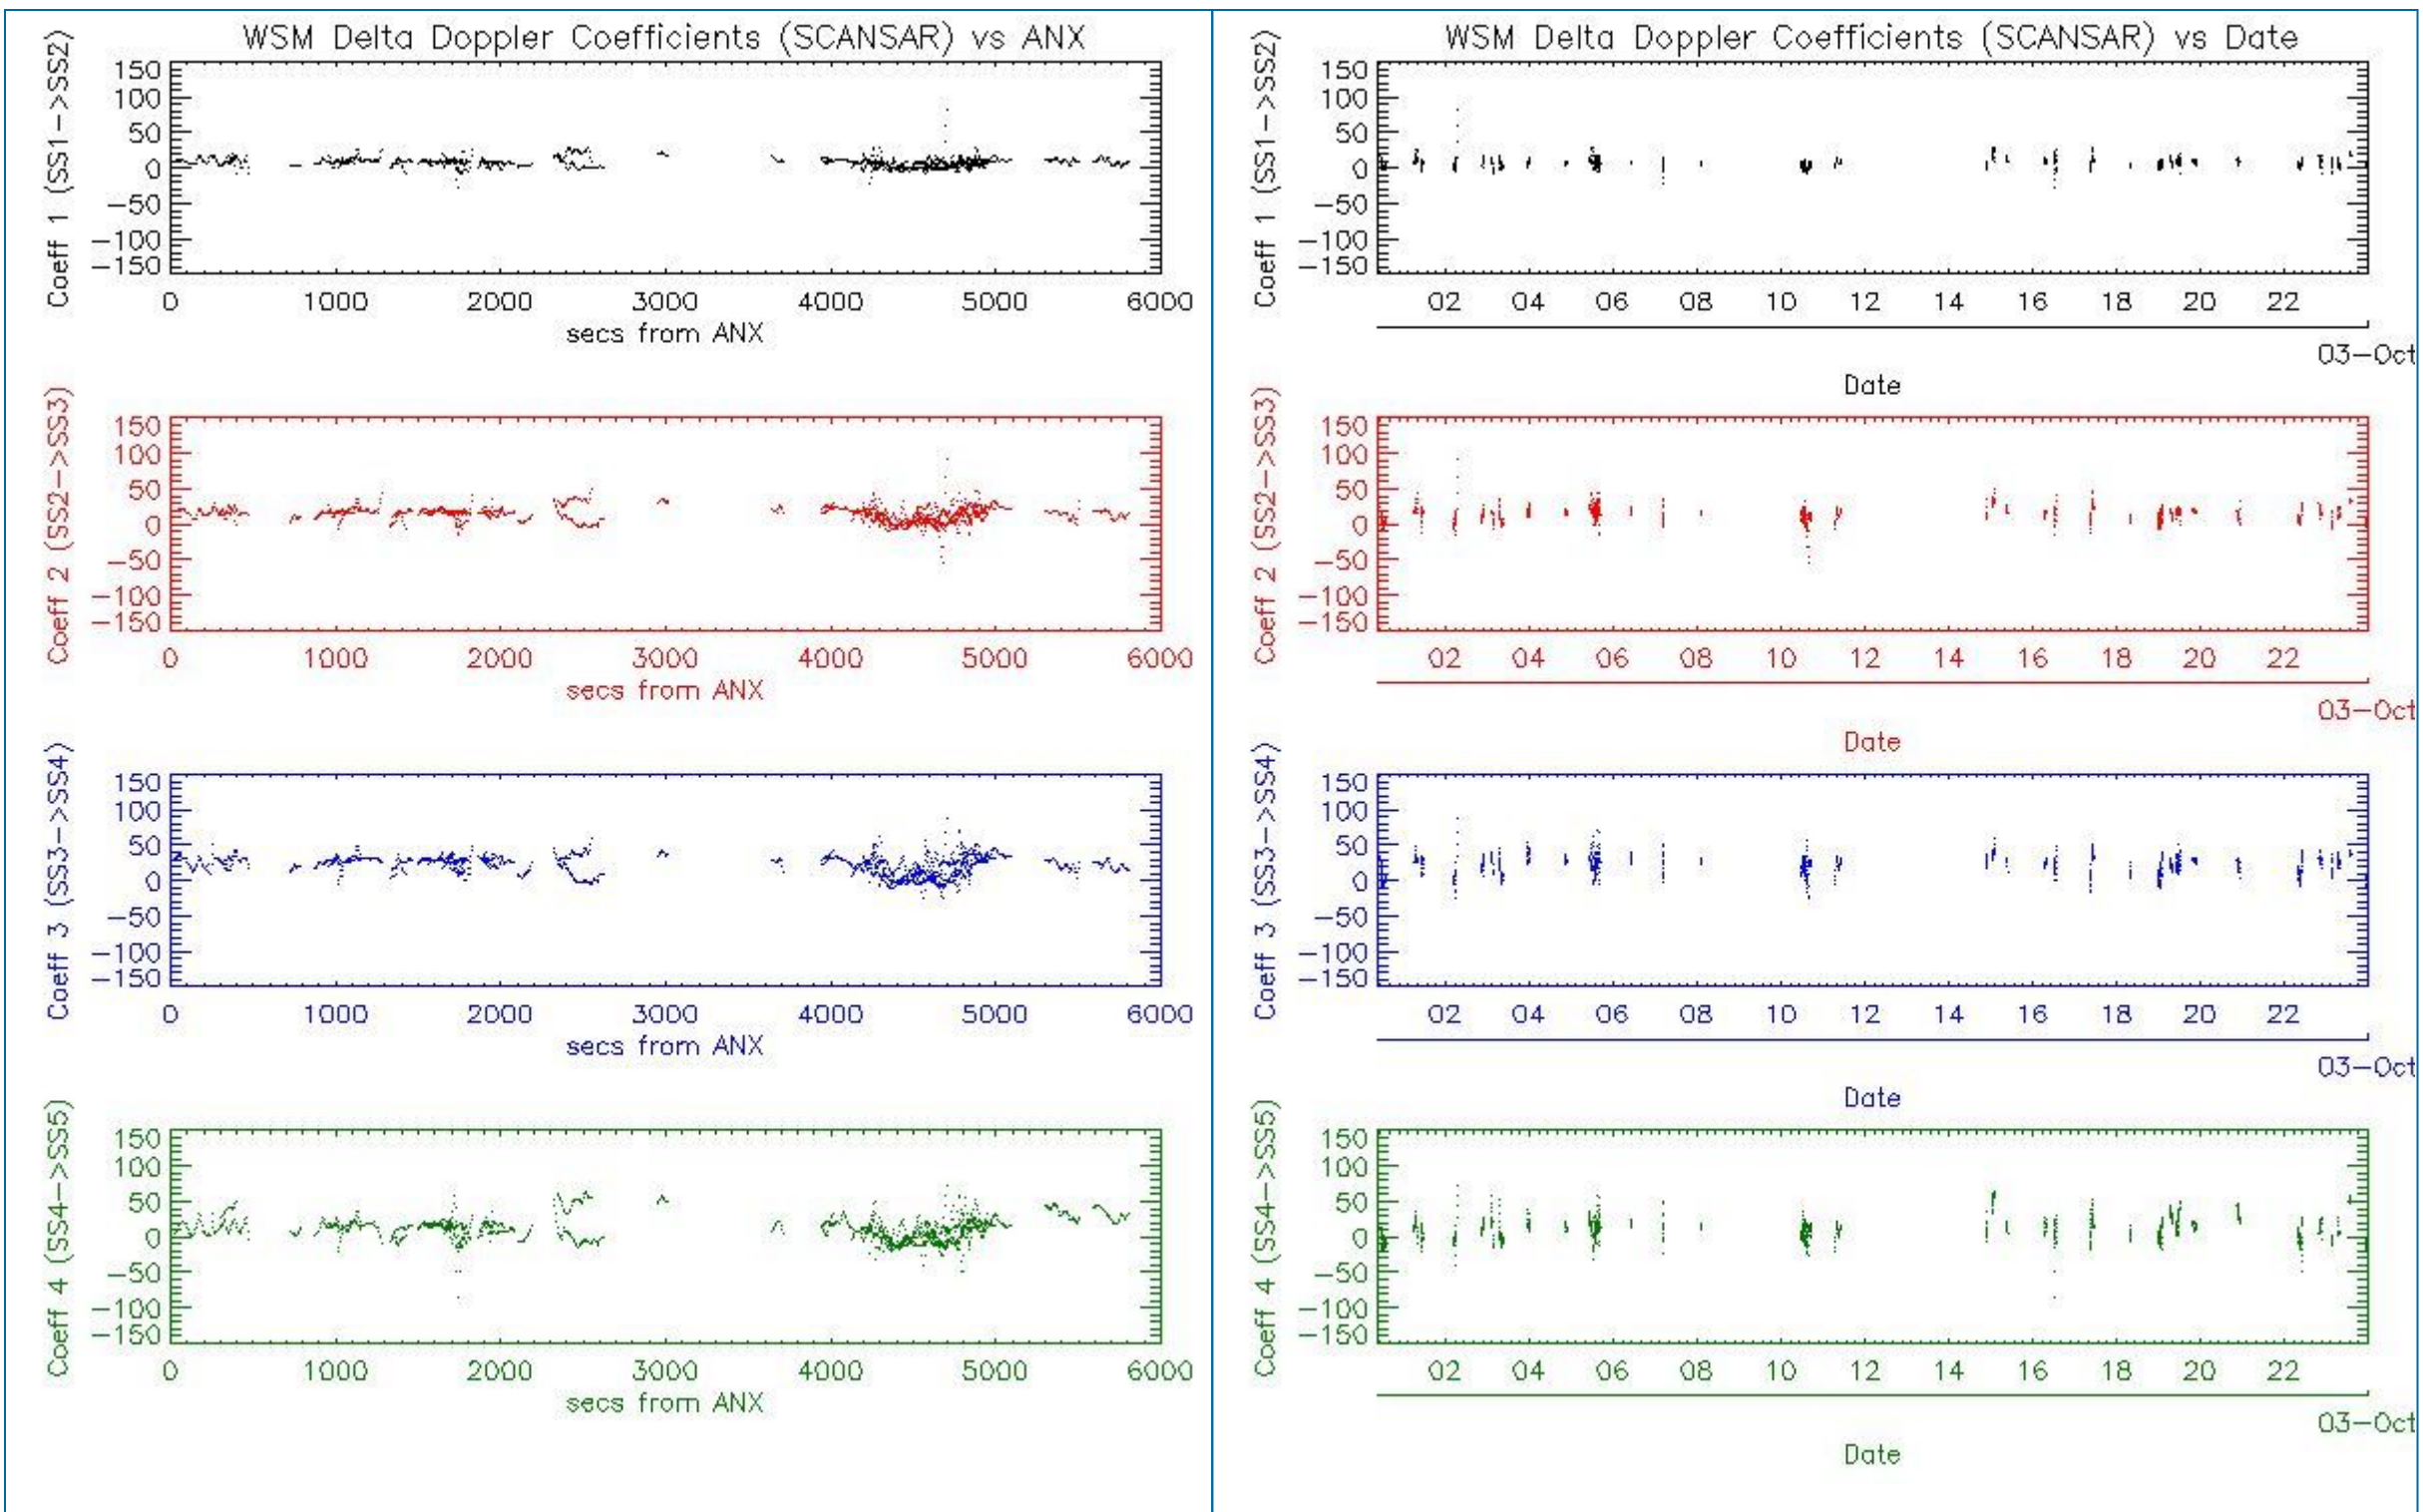 WSM Delta Doppler Coefficients (SCANSAR) vs ANX
Coeff 1 (SS1->SS2)
150
100
50
0
-50
-100
-150
0 1000 2000 3000 4000 5000 6000
secs from ANX
Coeff 2 (SS2->SS3)
150
100
50
0
-50
-100
-150
0 1000 2000 3000 4000 5000 6000
secs from ANX
Coeff 3 (SS3->SS4)
150
100
50
0
-50
-100
-150
0 1000 2000 3000 4000 5000 6000
secs from ANX
Coeff 4 (SS4->SS5)
150
100
50
0
-50
-100
-150
0 1000 2000 3000 4000 5000 6000
secs from ANX
WSM Delta Doppler Coefficients (SCANSAR) vs Date
Coeff 1 (SS1->SS2)
150
100
50
0
-50
-100
-150
02 04 06 08 10 12 14 16 18 20 22
03-Oct
Date
Coeff 2 (SS2->SS3)
150
100
50
0
-50
-100
-150
02 04 06 08 10 12 14 16 18 20 22
03-Oct
Date
Coeff 3 (SS3->SS4)
150
100
50
0
-50
-100
-150
02 04 06 08 10 12 14 16 18 20 22
03-Oct
Date
Coeff 4 (SS4->SS5)
150
100
50
0
-50
-100
-150
02 04 06 08 10 12 14 16 18 20 22
03-Oct
Date